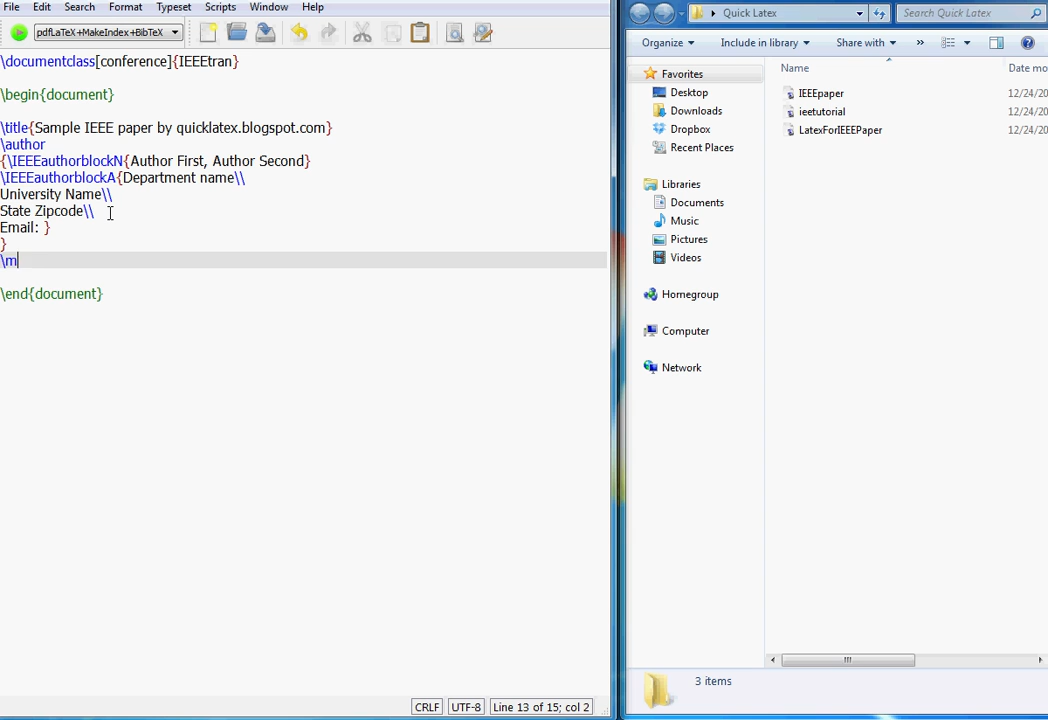 File Edit Search Format Typeset Scripts Window Help
pdfLaTeX+MakeIndex+BibTeX
\documentclass[conference]{IEEEtran}
\begin{document}
\title{Sample IEEE paper by quicklatex.blogspot.com}
\author
{\IEEEauthorblockN{Author First, Author Second}
\IEEEauthorblockA{Department name\\
University Name\\
State Zipcode\\
Email: }
}
\m
\end{document}
CRLF UTF-8 Line 13 of 15; col 2
Quick Latex
Search Quick Latex
Organize Include in library Share with »
Favorites
Desktop
Downloads
Dropbox
Recent Places
Libraries
Documents
Music
Pictures
Videos
Homegroup
Computer
Network
Name Date mo
IEEEpaper 12/24/20
ieetutorial 12/24/20
LatexForIEEEPaper 12/24/20
3 items